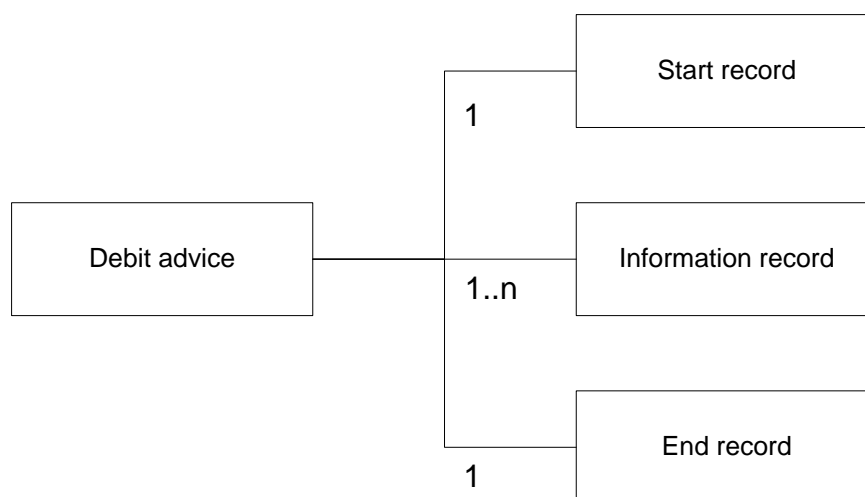 Start record
1
Debit advice
Information record
1..n
End record
1